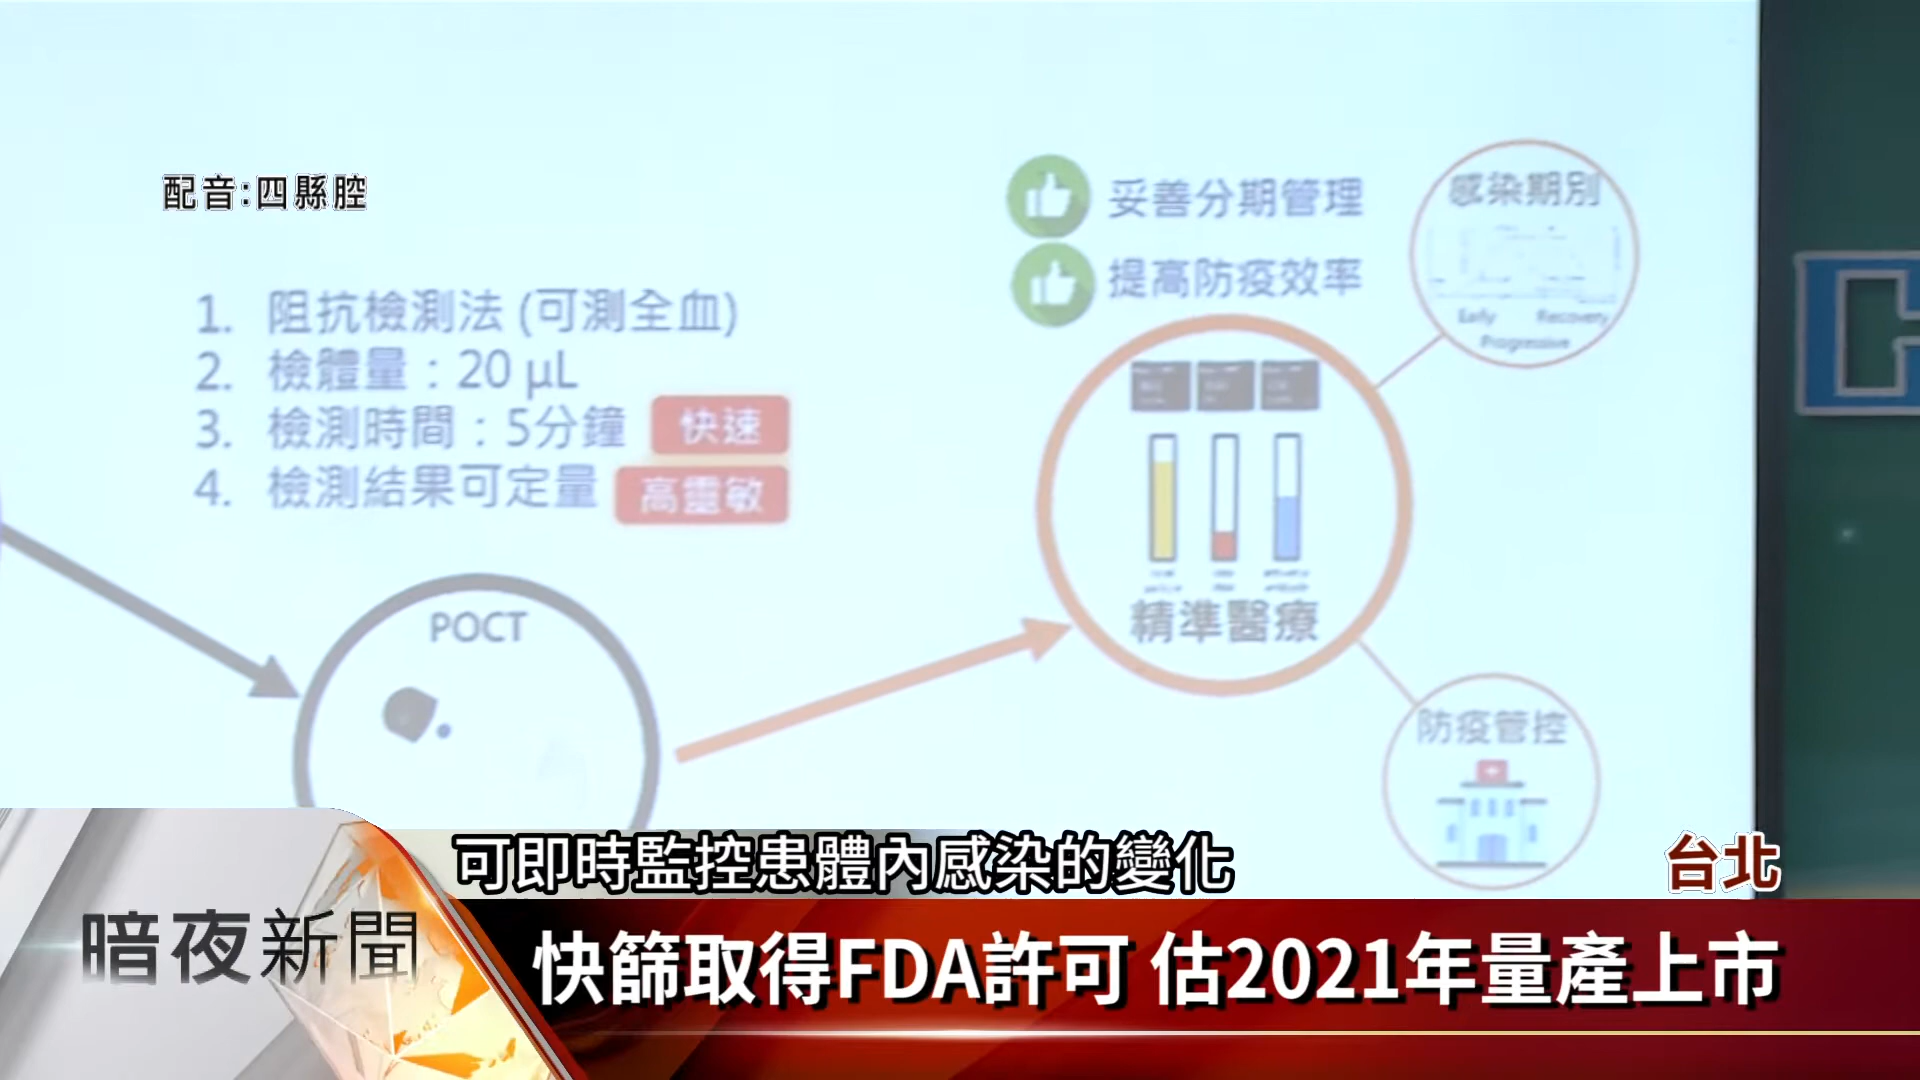 配音:四縣腔
妥善分期管理
提高防疫效率
感染期別
Early
Recovery
Progressive
1. 阻抗檢測法 (可測全血)
2. 檢體量：20 μL
3. 檢測時間：5分鐘 快速
4. 檢測結果可定量 高靈敏
POCT
精準醫療
防疫管控
可即時監控患體內感染的變化
台北
暗夜新聞
快篩取得FDA許可 估2021年量產上市